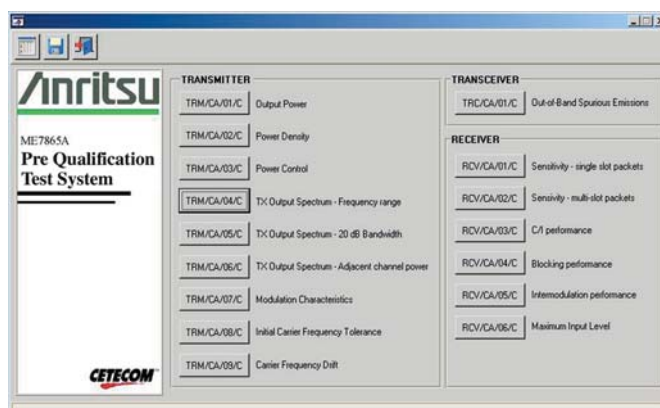 Anritsu
ME7865A
Pre Qualification
Test System
CETECOM
TRANSMITTER
TRM/CA/01/C Output Power
TRM/CA/02/C Power Density
TRM/CA/03/C Power Control
TRM/CA/04/C TX Output Spectrum - Frequency range
TRM/CA/05/C TX Output Spectrum - 20 dB Bandwidth
TRM/CA/06/C TX Output Spectrum - Adjacent channel power
TRM/CA/07/C Modulation Characteristics
TRM/CA/08/C Initial Carrier Frequency Tolerance
TRM/CA/09/C Carrier Frequency Drift
TRANSCEIVER
TRC/CA/01/C Out-of-Band Spurious Emissions
RECEIVER
RCV/CA/01/C Sensitivity - single slot packets
RCV/CA/02/C Sensivity - multi-slot packets
RCV/CA/03/C C/I performance
RCV/CA/04/C Blocking performance
RCV/CA/05/C Intermodulation performance
RCV/CA/06/C Maximum Input Level